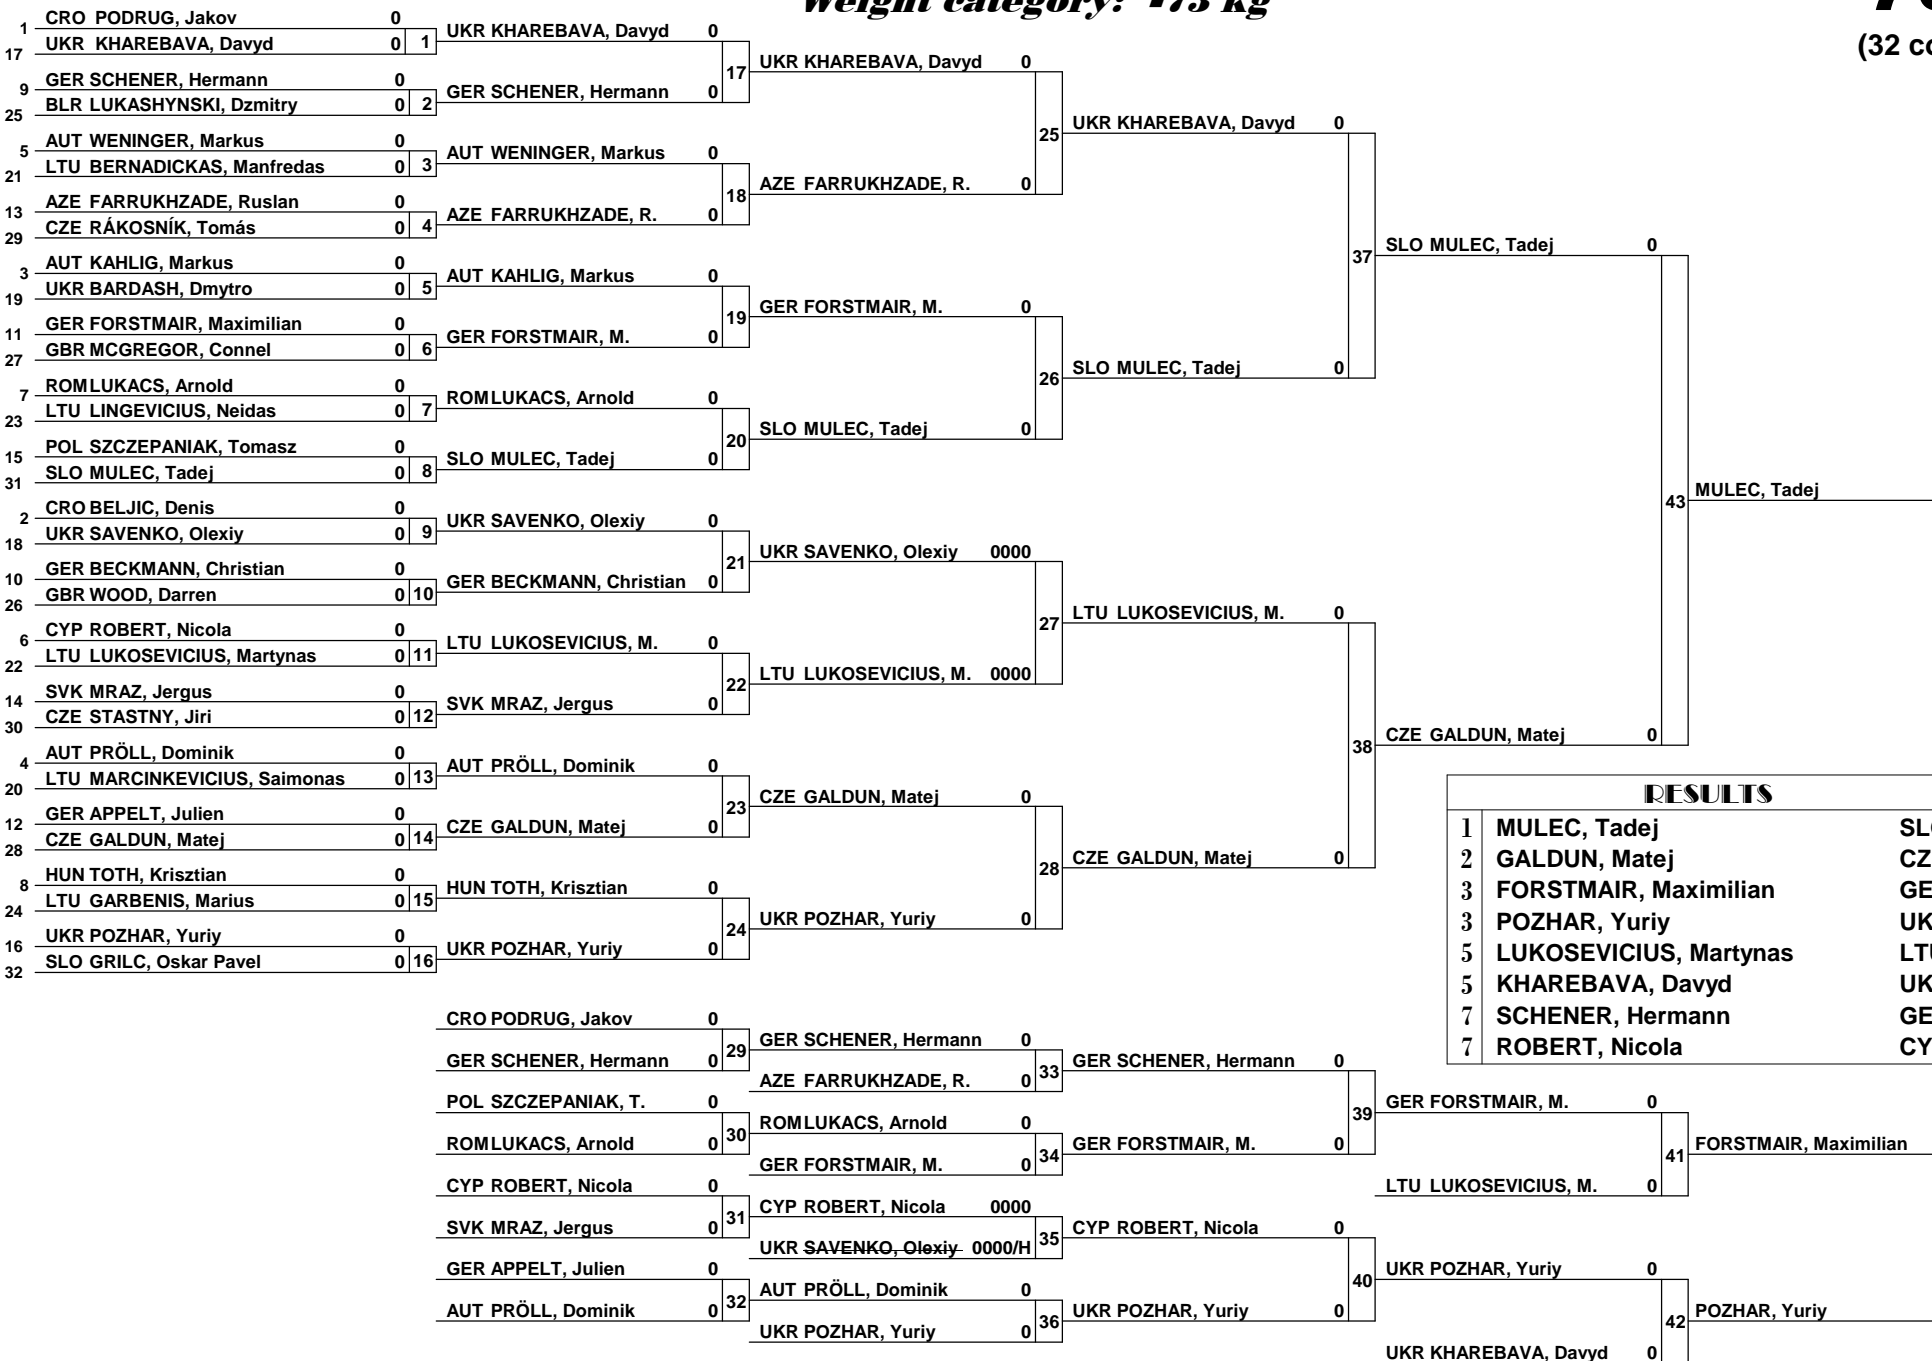 Weight category: -73 kg
(32 co
1 CRO PODRUG, Jakov 0
17 UKR KHAREBAVA, Davyd 0 1
9 GER SCHENER, Hermann 0
25 BLR LUKASHYNSKI, Dzmitry 0 2
5 AUT WENINGER, Markus 0
21 LTU BERNADICKAS, Manfredas 0 3
13 AZE FARRUKHZADE, Ruslan 0
29 CZE RÁKOSNÍK, Tomás 0 4
3 AUT KAHLIG, Markus 0
19 UKR BARDASH, Dmytro 0 5
11 GER FORSTMAIR, Maximilian 0
27 GBR MCGREGOR, Connel 0 6
7 ROM LUKACS, Arnold 0
23 LTU LINGEVICIUS, Neidas 0 7
15 POL SZCZEPANIAK, Tomasz 0
31 SLO MULEC, Tadej 0 8
2 CRO BELJIC, Denis 0
18 UKR SAVENKO, Olexiy 0 9
10 GER BECKMANN, Christian 0
26 GBR WOOD, Darren 0 10
6 CYP ROBERT, Nicola 0
22 LTU LUKOSEVICIUS, Martynas 0 11
14 SVK MRAZ, Jergus 0
30 CZE STASTNY, Jiri 0 12
4 AUT PRÖLL, Dominik 0
20 LTU MARCINKEVICIUS, Saimonas 0 13
12 GER APPELT, Julien 0
28 CZE GALDUN, Matej 0 14
8 HUN TOTH, Krisztian 0
24 LTU GARBENIS, Marius 0 15
16 UKR POZHAR, Yuriy 0
32 SLO GRILC, Oskar Pavel 0 16
UKR KHAREBAVA, Davyd 0
GER SCHENER, Hermann 0 17
AUT WENINGER, Markus 0
AZE FARRUKHZADE, R. 0 18
AUT KAHLIG, Markus 0
GER FORSTMAIR, M. 0 19
ROM LUKACS, Arnold 0
SLO MULEC, Tadej 0 20
UKR SAVENKO, Olexiy 0
GER BECKMANN, Christian 0 21
LTU LUKOSEVICIUS, M. 0
SVK MRAZ, Jergus 0 22
AUT PRÖLL, Dominik 0
CZE GALDUN, Matej 0 23
HUN TOTH, Krisztian 0
UKR POZHAR, Yuriy 0 24
UKR KHAREBAVA, Davyd 0
AZE FARRUKHZADE, R. 0 25
GER FORSTMAIR, M. 0
SLO MULEC, Tadej 0 26
UKR SAVENKO, Olexiy 0000
LTU LUKOSEVICIUS, M. 0000 27
CZE GALDUN, Matej 0
UKR POZHAR, Yuriy 0 28
UKR KHAREBAVA, Davyd 0
SLO MULEC, Tadej 0 37
LTU LUKOSEVICIUS, M. 0
CZE GALDUN, Matej 0 38
SLO MULEC, Tadej 0
CZE GALDUN, Matej 0 43
MULEC, Tadej
RESULTS
1 MULEC, Tadej SL
2 GALDUN, Matej CZ
3 FORSTMAIR, Maximilian GE
3 POZHAR, Yuriy UK
5 LUKOSEVICIUS, Martynas LTU
5 KHAREBAVA, Davyd UK
7 SCHENER, Hermann GE
7 ROBERT, Nicola CY
CRO PODRUG, Jakov 0
GER SCHENER, Hermann 0 29
POL SZCZEPANIAK, T. 0
ROM LUKACS, Arnold 0 30
CYP ROBERT, Nicola 0
SVK MRAZ, Jergus 0 31
GER APPELT, Julien 0
AUT PRÖLL, Dominik 0 32
GER SCHENER, Hermann 0
AZE FARRUKHZADE, R. 0 33
ROM LUKACS, Arnold 0
GER FORSTMAIR, M. 0 34
CYP ROBERT, Nicola 0000
UKR SAVENKO, Olexiy 0000/H 35
AUT PRÖLL, Dominik 0
UKR POZHAR, Yuriy 0 36
GER SCHENER, Hermann 0
GER FORSTMAIR, M. 0 39
CYP ROBERT, Nicola 0
UKR POZHAR, Yuriy 0 40
GER FORSTMAIR, M. 0
LTU LUKOSEVICIUS, M. 0 41
UKR POZHAR, Yuriy 0
UKR KHAREBAVA, Davyd 0 42
FORSTMAIR, Maximilian
POZHAR, Yuriy